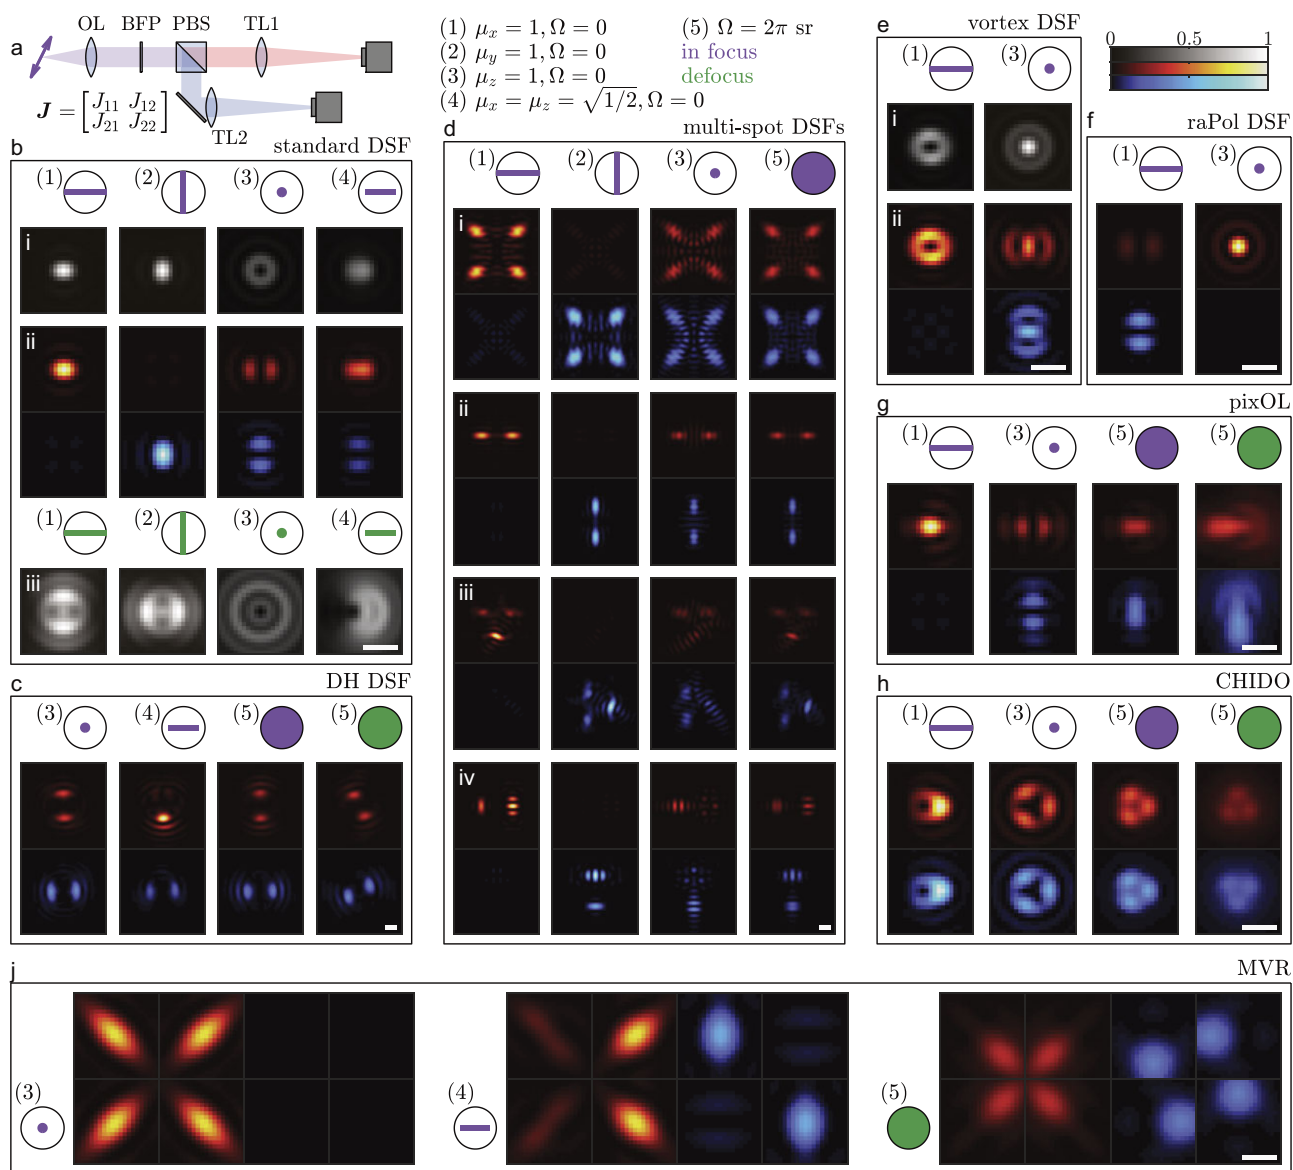 a
OL BFP PBS TL1
TL2
J = [J11 J12
J21 J22]
(1) μx = 1, Ω = 0
(2) μy = 1, Ω = 0
(3) μz = 1, Ω = 0
(4) μx = μz = √1/2, Ω = 0
(5) Ω = 2π sr
in focus
defocus
b standard DSF
(1) (2) (3) (4)
i
ii
(1) (2) (3) (4)
iii
c DH DSF
(3) (4) (5) (5)
d multi-spot DSFs
(1) (2) (3) (5)
i
ii
iii
iv
e vortex DSF
(1) (3)
i
ii
0 0.5 1
f raPol DSF
(1) (3)
g pixOL
(1) (3) (5) (5)
h CHIDO
(1) (3) (5) (5)
j MVR
(3) (4) (5)